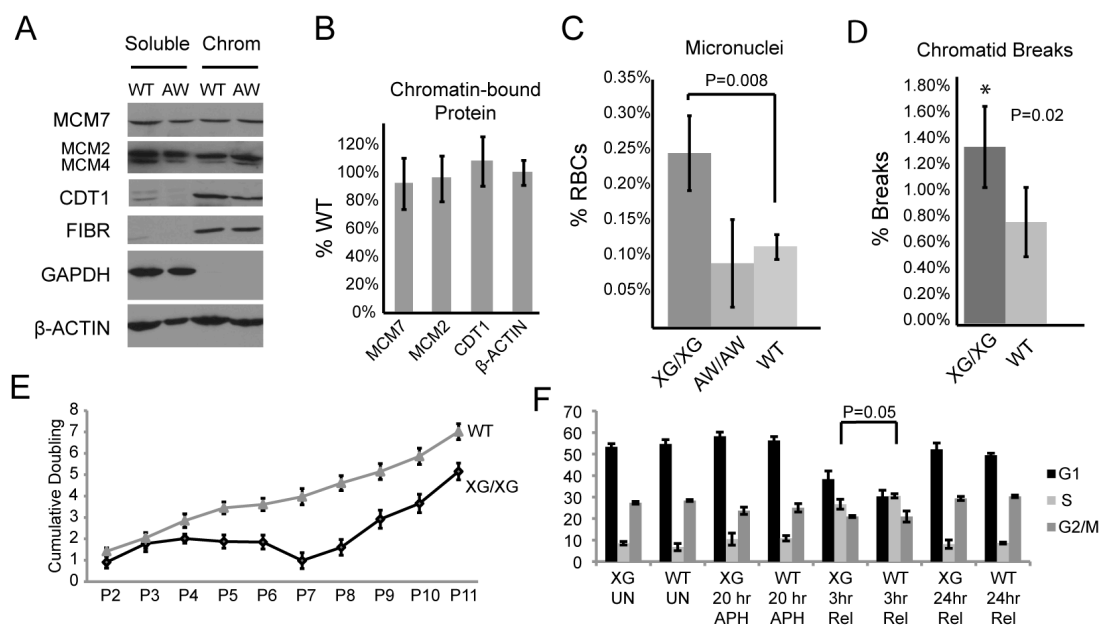 A
Soluble Chrom
WT AW WT AW
MCM7
MCM2
MCM4
CDT1
FIBR
GAPDH
β-ACTIN
B
Chromatin-bound
Protein
% WT
120%
100%
80%
60%
40%
20%
0%
MCM7
MCM2
CDT1
β-ACTIN
C
Micronuclei
P=0.008
% RBCs
0.35%
0.30%
0.25%
0.20%
0.15%
0.10%
0.05%
XG/XG
AW/AW
WT
D
Chromatid Breaks
*
P=0.02
% Breaks
1.80%
1.60%
1.40%
1.20%
1.00%
0.80%
0.60%
0.40%
0.20%
0.00%
XG/XG
WT
E
Cumulative Doubling
8
7
6
5
4
3
2
1
0
WT
XG/XG
P2 P3 P4 P5 P6 P7 P8 P9 P10 P11
F
P=0.05
70
60
50
40
30
20
10
0
G1
S
G2/M
XG WT XG WT XG WT XG WT
UN UN 20 hr 20 hr 3hr 3hr 24hr 24hr
APH APH Rel Rel Rel Rel